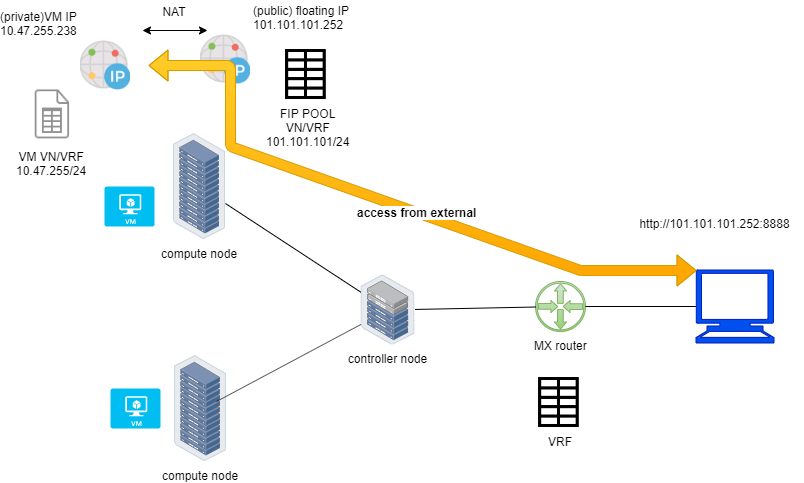 (private)VM IP
10.47.255.238
NAT
(public) floating IP
101.101.101.252
IP
IP
FIP POOL
VN/VRF
101.101.101/24
VM VN/VRF
10.47.255/24
VM
compute node
access from external
http://101.101.101.252:8888
controller node
MX router
VM
compute node
VRF